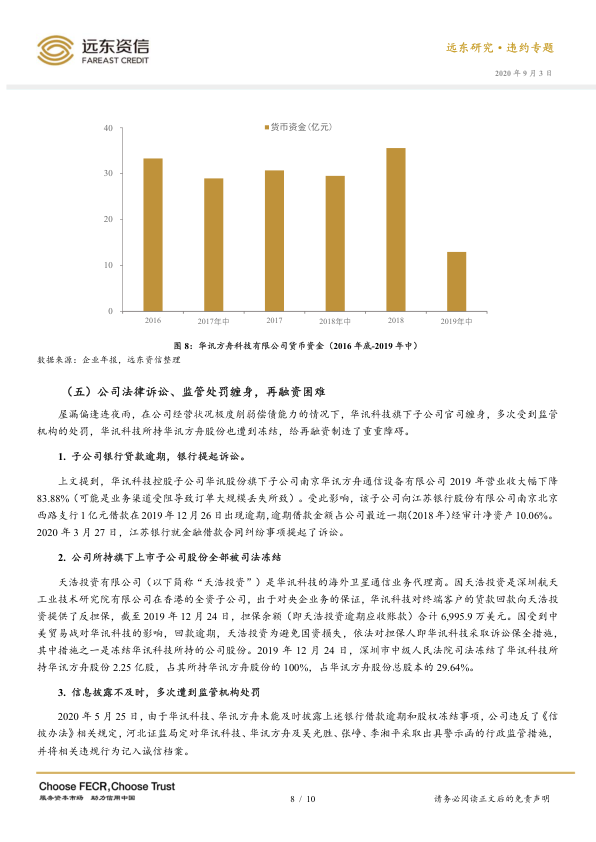 远东资信
FAREAST CREDIT
远东研究·违约专题
2020 年 9 月 3 日
货币资金(亿元)
40
30
20
10
0
2016
2017年中
2017
2018年中
2018
2019年中
图 8：华讯方舟科技有限公司货币资金（2016 年底-2019 年中）
数据来源：企业年报，远东资信整理
（五）公司法律诉讼、监管处罚缠身，再融资困难
屋漏偏逢连夜雨，在公司经营状况极度削弱偿债能力的情况下，华讯科技旗下子公司官司缠身，多次受到监管
机构的处罚，华讯科技所持华讯方舟股份也遭到冻结，给再融资制造了重重障碍。
1. 子公司银行贷款逾期，银行提起诉讼。
上文提到，华讯科技控股子公司华讯股份旗下子公司南京华讯方舟通信设备有限公司 2019 年营业收大幅下降
83.88%（可能是业务渠道受阻导致订单大规模丢失所致）。受此影响，该子公司向江苏银行股份有限公司南京北京
西路支行 1 亿元借款在 2019 年 12 月 26 日出现逾期,逾期借款金额占公司最近一期(2018 年)经审计净资产 10.06%。
2020 年 3 月 27 日，江苏银行就金融借款合同纠纷事项提起了诉讼。
2. 公司所持旗下上市子公司股份全部被司法冻结
天浩投资有限公司（以下简称“天浩投资”）是华讯科技的海外卫星通信业务代理商。因天浩投资是深圳航天
工业技术研究院有限公司在香港的全资子公司，出于对央企业务的保证，华讯科技对终端客户的货款回款向天浩投
资提供了反担保，截至 2019 年 12 月 24 日，担保余额（即天浩投资逾期应收账款）合计 6,995.9 万美元。因受到中
美贸易战对华讯科技的影响，回款逾期，天浩投资为避免国资损失，依法对担保人即华讯科技采取诉讼保全措施，
其中措施之一是冻结华讯科技所持的公司股份。2019 年 12 月 24 日，深圳市中级人民法院司法冻结了华讯科技所
持华讯方舟股份 2.25 亿股，占其所持华讯方舟股份的 100%，占华讯方舟股份总股本的 29.64%。
3. 信息披露不及时，多次遭到监管机构处罚
2020 年 5 月 25 日，由于华讯科技、华讯方舟未能及时披露上述银行借款逾期和股权冻结事项，公司违反了《信
披办法》相关规定，河北证监局定对华讯科技、华讯方舟及吴光胜、张峥、李湘平采取出具警示函的行政监管措施，
并将相关违规行为记入诚信档案。
Choose FECR,Choose Trust
服务资本市场 助力信用中国
8 / 10
请务必阅读正文后的免责声明